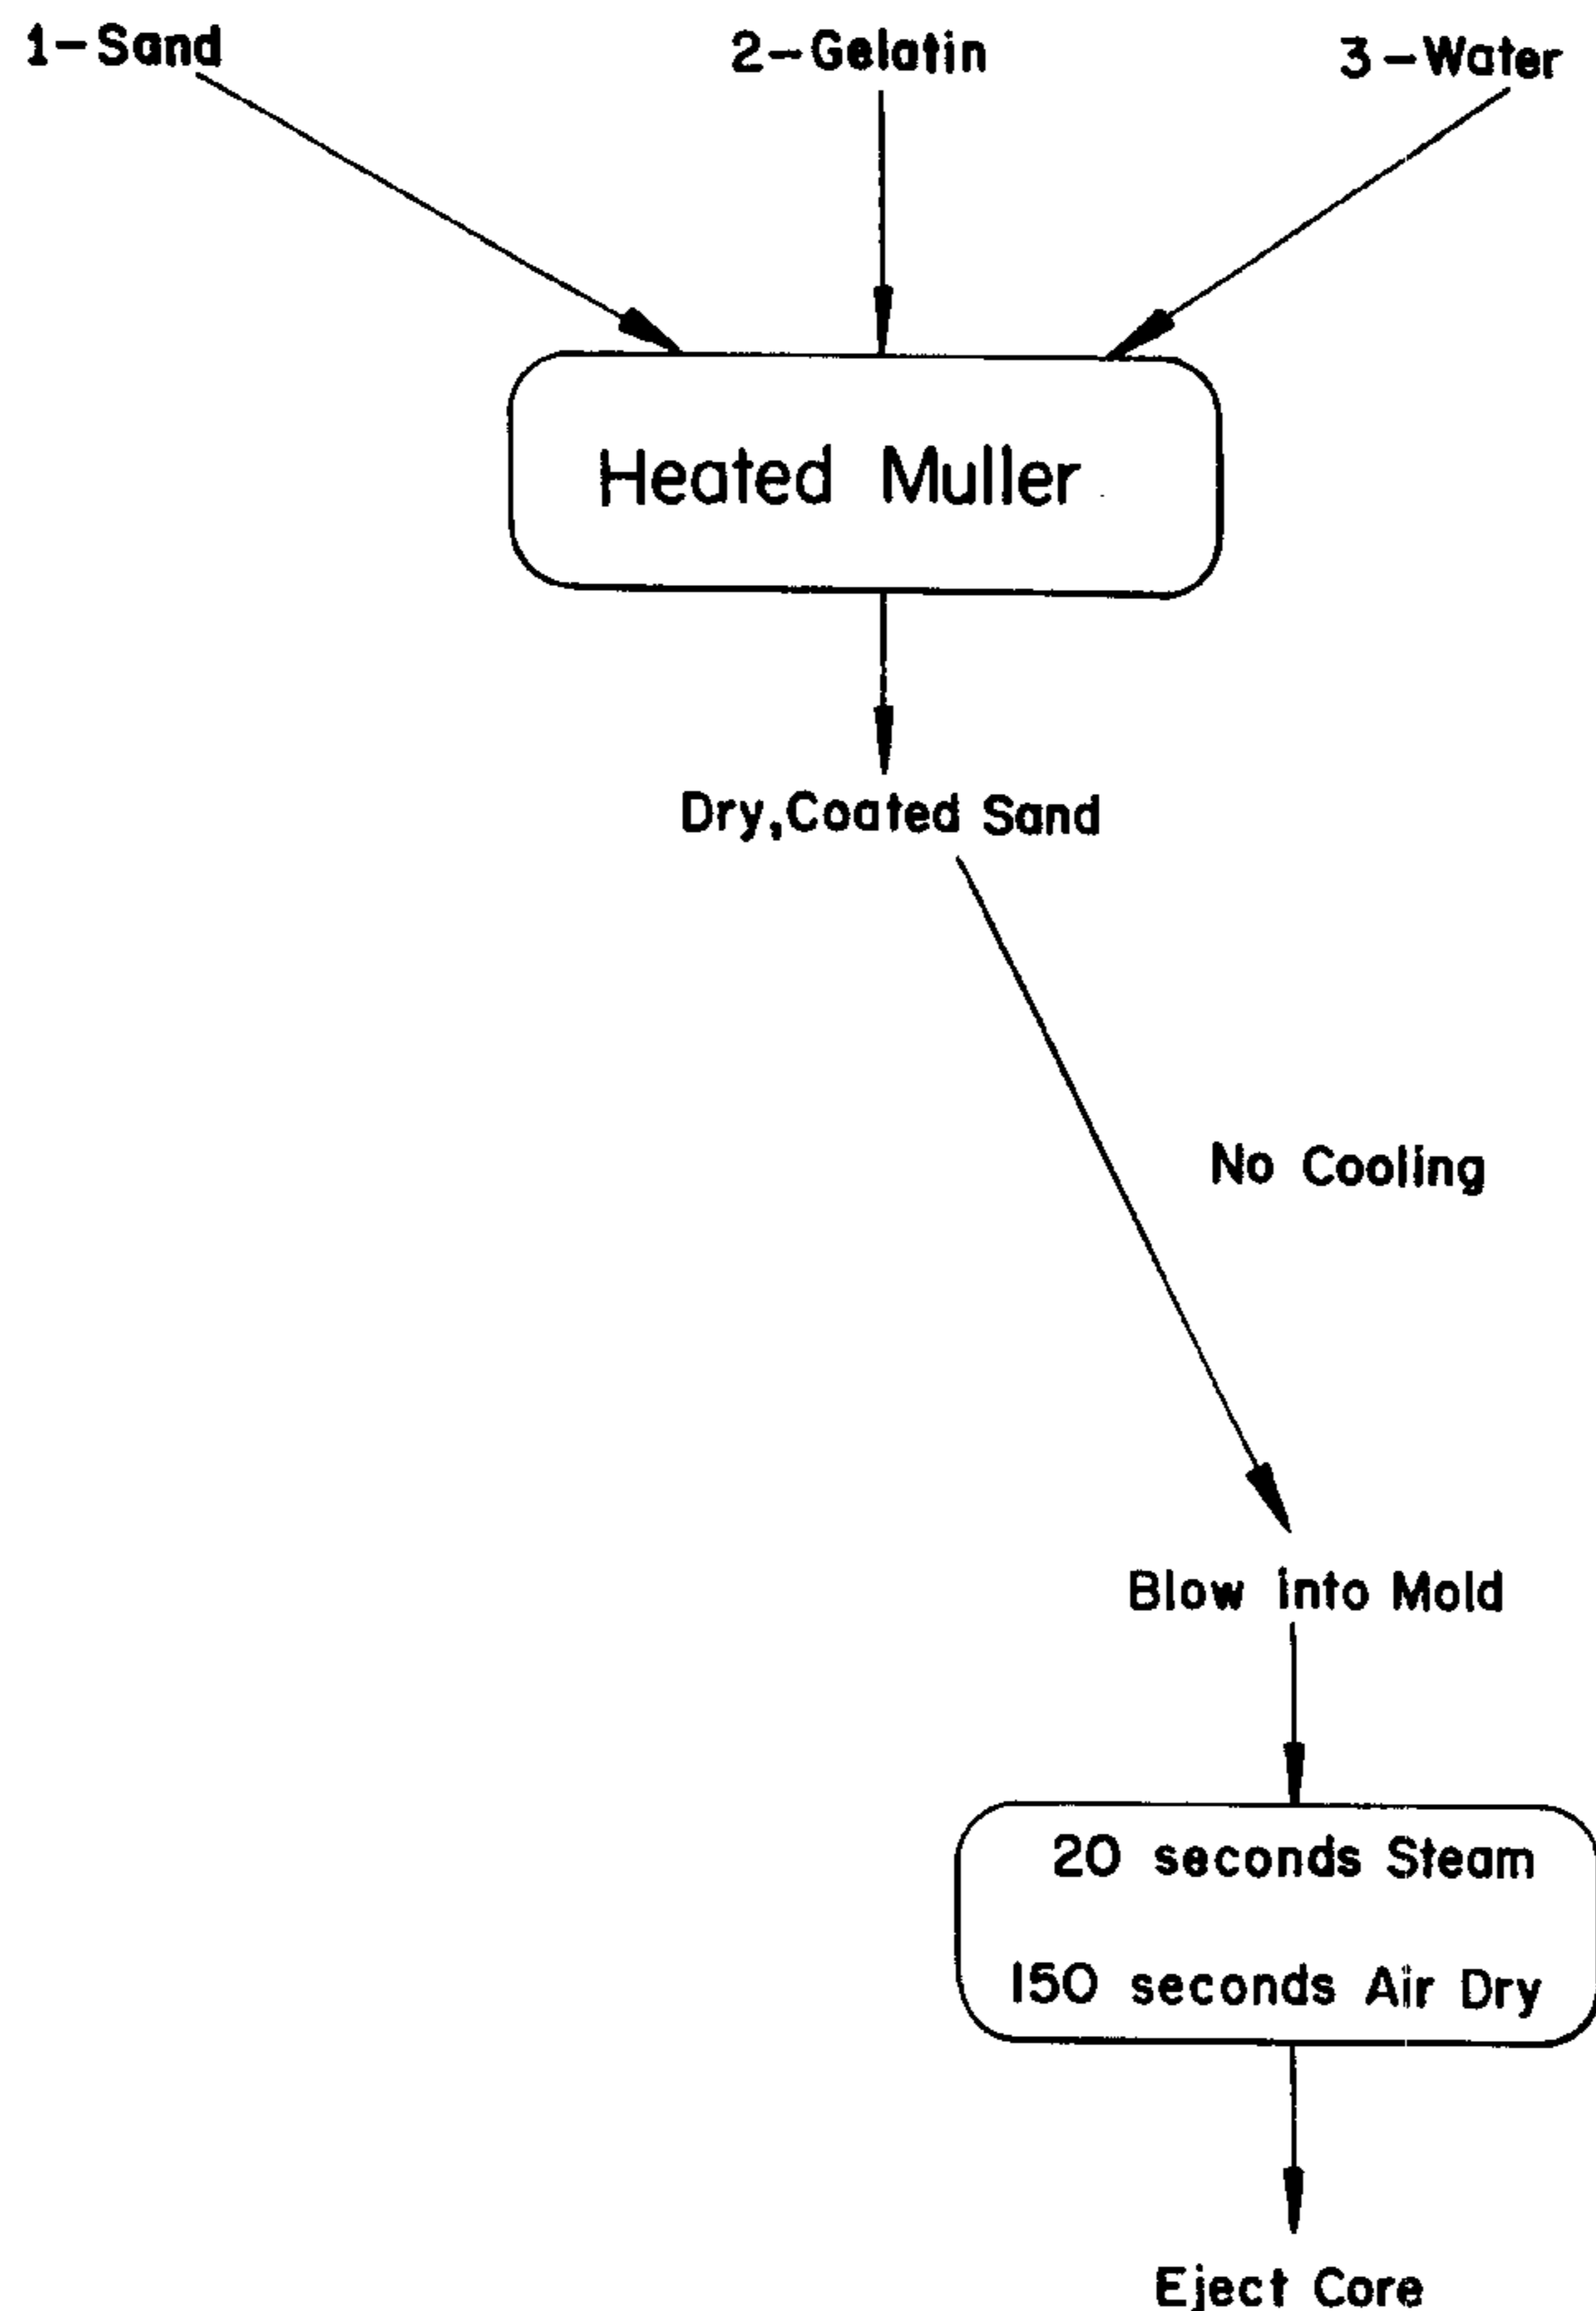 1-Sand
2-Gelatin
3-Water
Heated Muller
Dry,Coated Sand
No Cooling
Blow into Mold
20 seconds Steam
150 seconds Air Dry
Eject Core